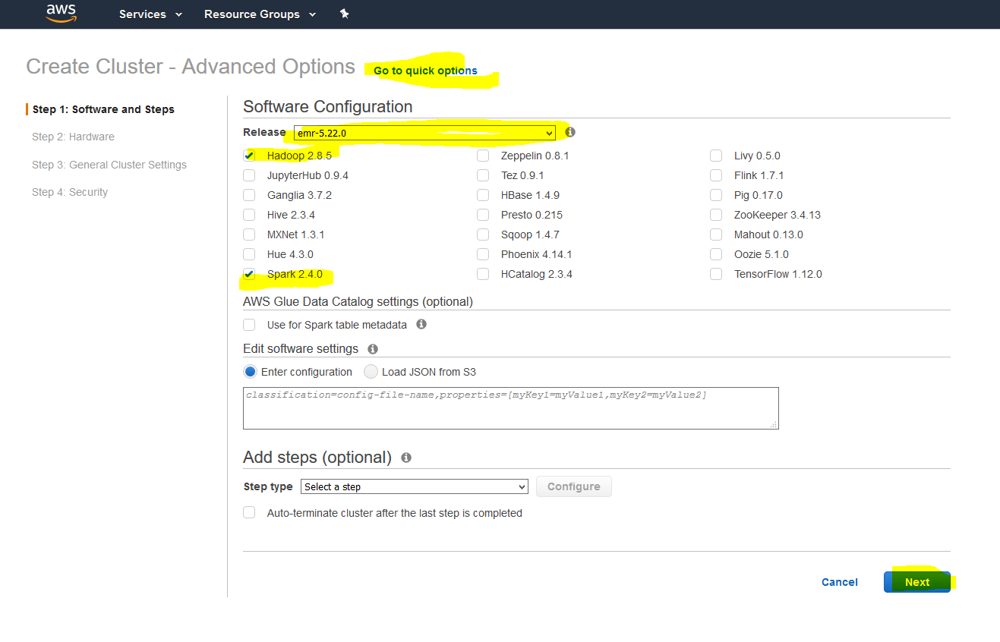 aws Services Resource Groups
Create Cluster - Advanced Options Go to quick options
Step 1: Software and Steps
Step 2: Hardware
Step 3: General Cluster Settings
Step 4: Security
Software Configuration
Release emr-5.22.0
Hadoop 2.8.5 Zeppelin 0.8.1 Livy 0.5.0
JupyterHub 0.9.4 Tez 0.9.1 Flink 1.7.1
Ganglia 3.7.2 HBase 1.4.9 Pig 0.17.0
Hive 2.3.4 Presto 0.215 ZooKeeper 3.4.13
MXNet 1.3.1 Sqoop 1.4.7 Mahout 0.13.0
Hue 4.3.0 Phoenix 4.14.1 Oozie 5.1.0
Spark 2.4.0 HCatalog 2.3.4 TensorFlow 1.12.0
AWS Glue Data Catalog settings (optional)
Use for Spark table metadata
Edit software settings
Enter configuration Load JSON from S3
classification=config-file-name,properties=[myKey1=myValue1,myKey2=myValue2]
Add steps (optional)
Step type Select a step Configure
Auto-terminate cluster after the last step is completed
Cancel Next